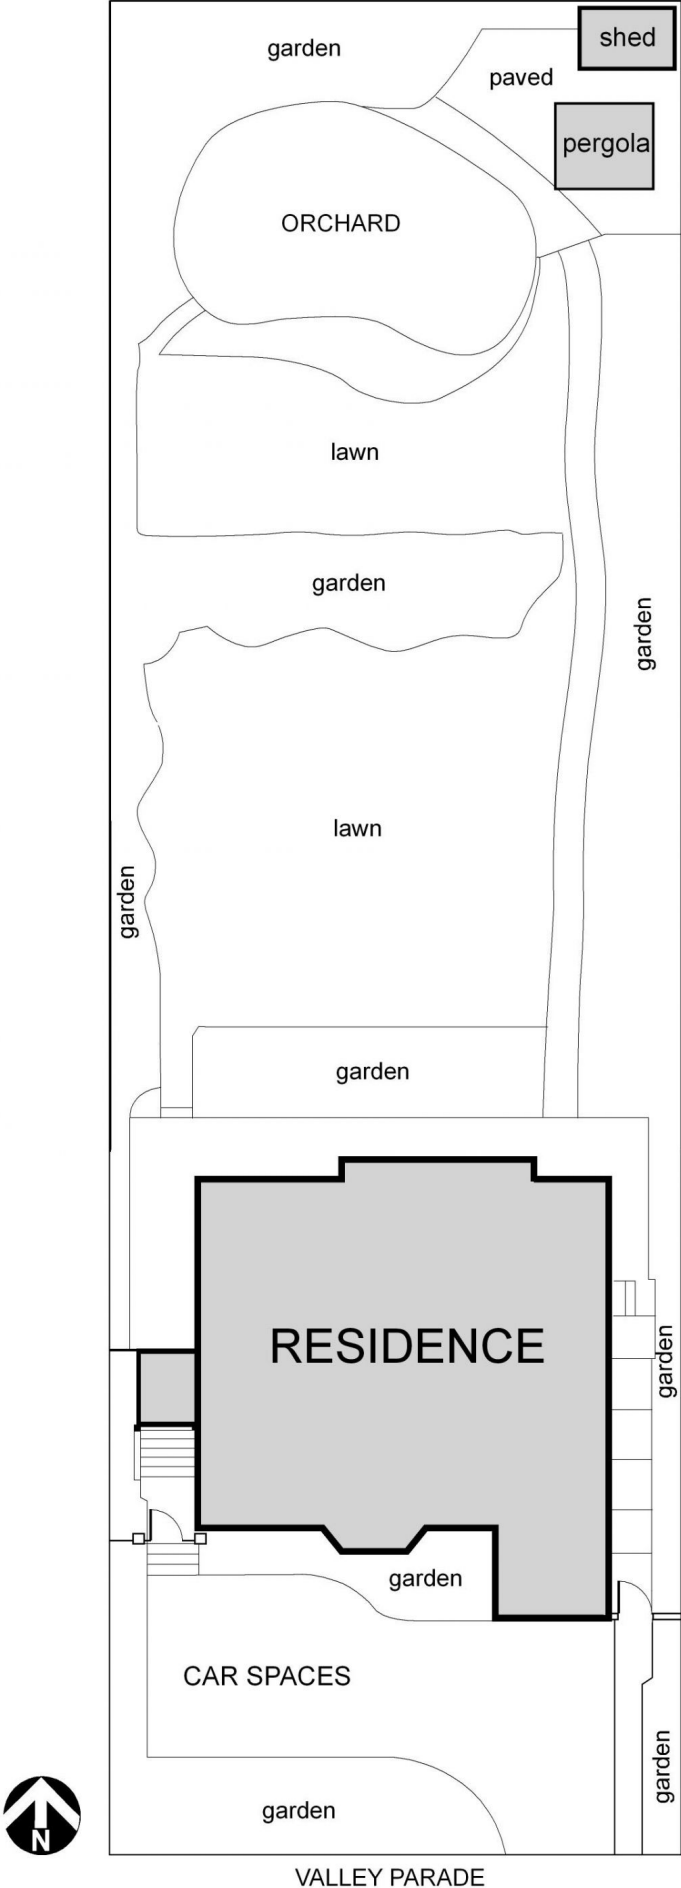 shed
garden
paved
pergola
ORCHARD
lawn
garden
garden
lawn
garden
garden
RESIDENCE
garden
garden
CAR SPACES
garden
garden
N
VALLEY PARADE